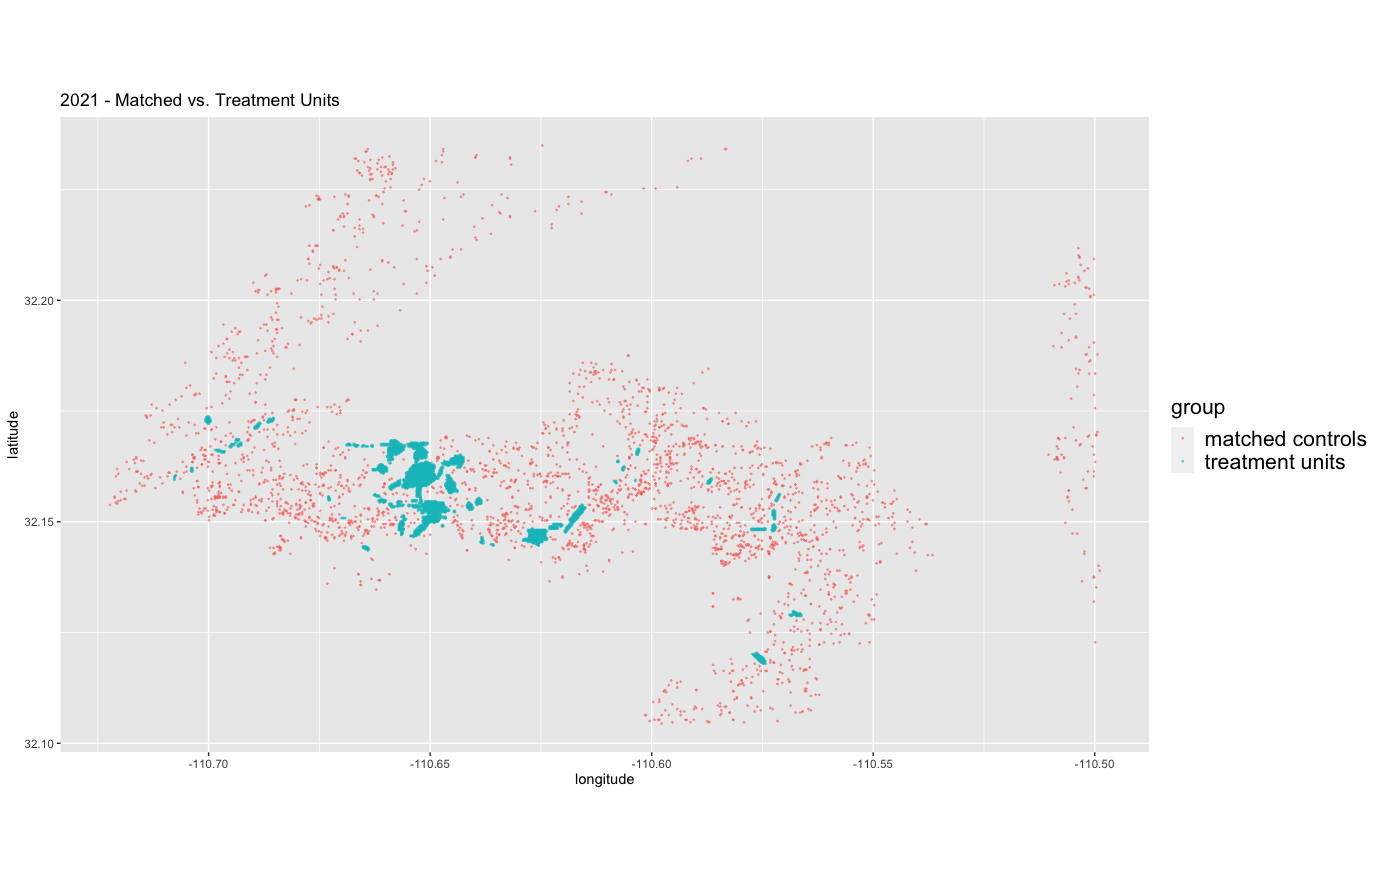 2021 - Matched vs. Treatment Units
latitude
32.20
32.15
32.10
-110.70
-110.65
-110.60
-110.55
-110.50
longitude
group
matched controls
treatment units